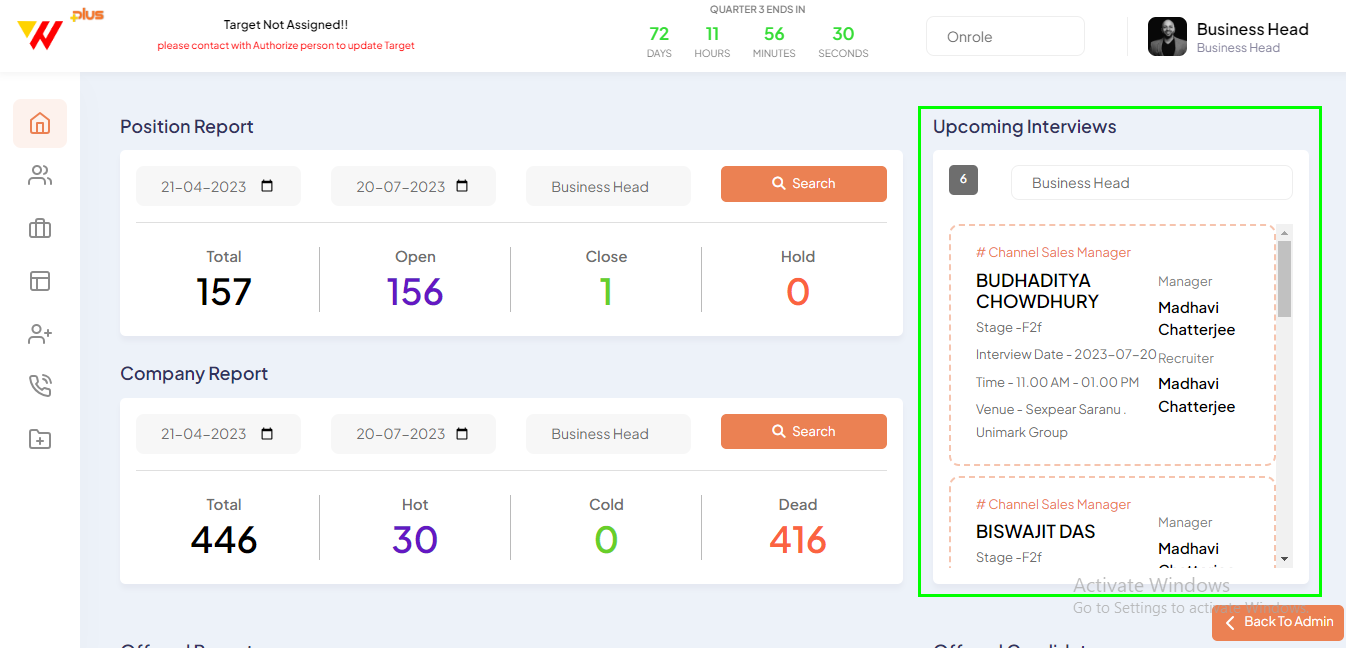 plus
Target Not Assigned!!
please contact with Authorize person to update Target
QUARTER 3 ENDS IN
72 11 56 30
DAYS HOURS MINUTES SECONDS
Onrole
Business Head
Business Head
Position Report
21-04-2023 20-07-2023 Business Head Search
Total Open Close Hold
157 156 1 0
Company Report
21-04-2023 20-07-2023 Business Head Search
Total Hot Cold Dead
446 30 0 416
Upcoming Interviews
6 Business Head
# Channel Sales Manager
BUDHADITYA
CHOWDHURY
Stage -F2f
Interview Date - 2023-07-20
Time - 11.00 AM - 01.00 PM
Venue - Sexpear Saranu .
Unimark Group
Manager
Madhavi
Chatterjee
Recruiter
Madhavi
Chatterjee
# Channel Sales Manager
BISWAJIT DAS
Stage -F2f
Manager
Madhavi
Activate Windows
Go to Settings to activate Windows.
Back To Admin